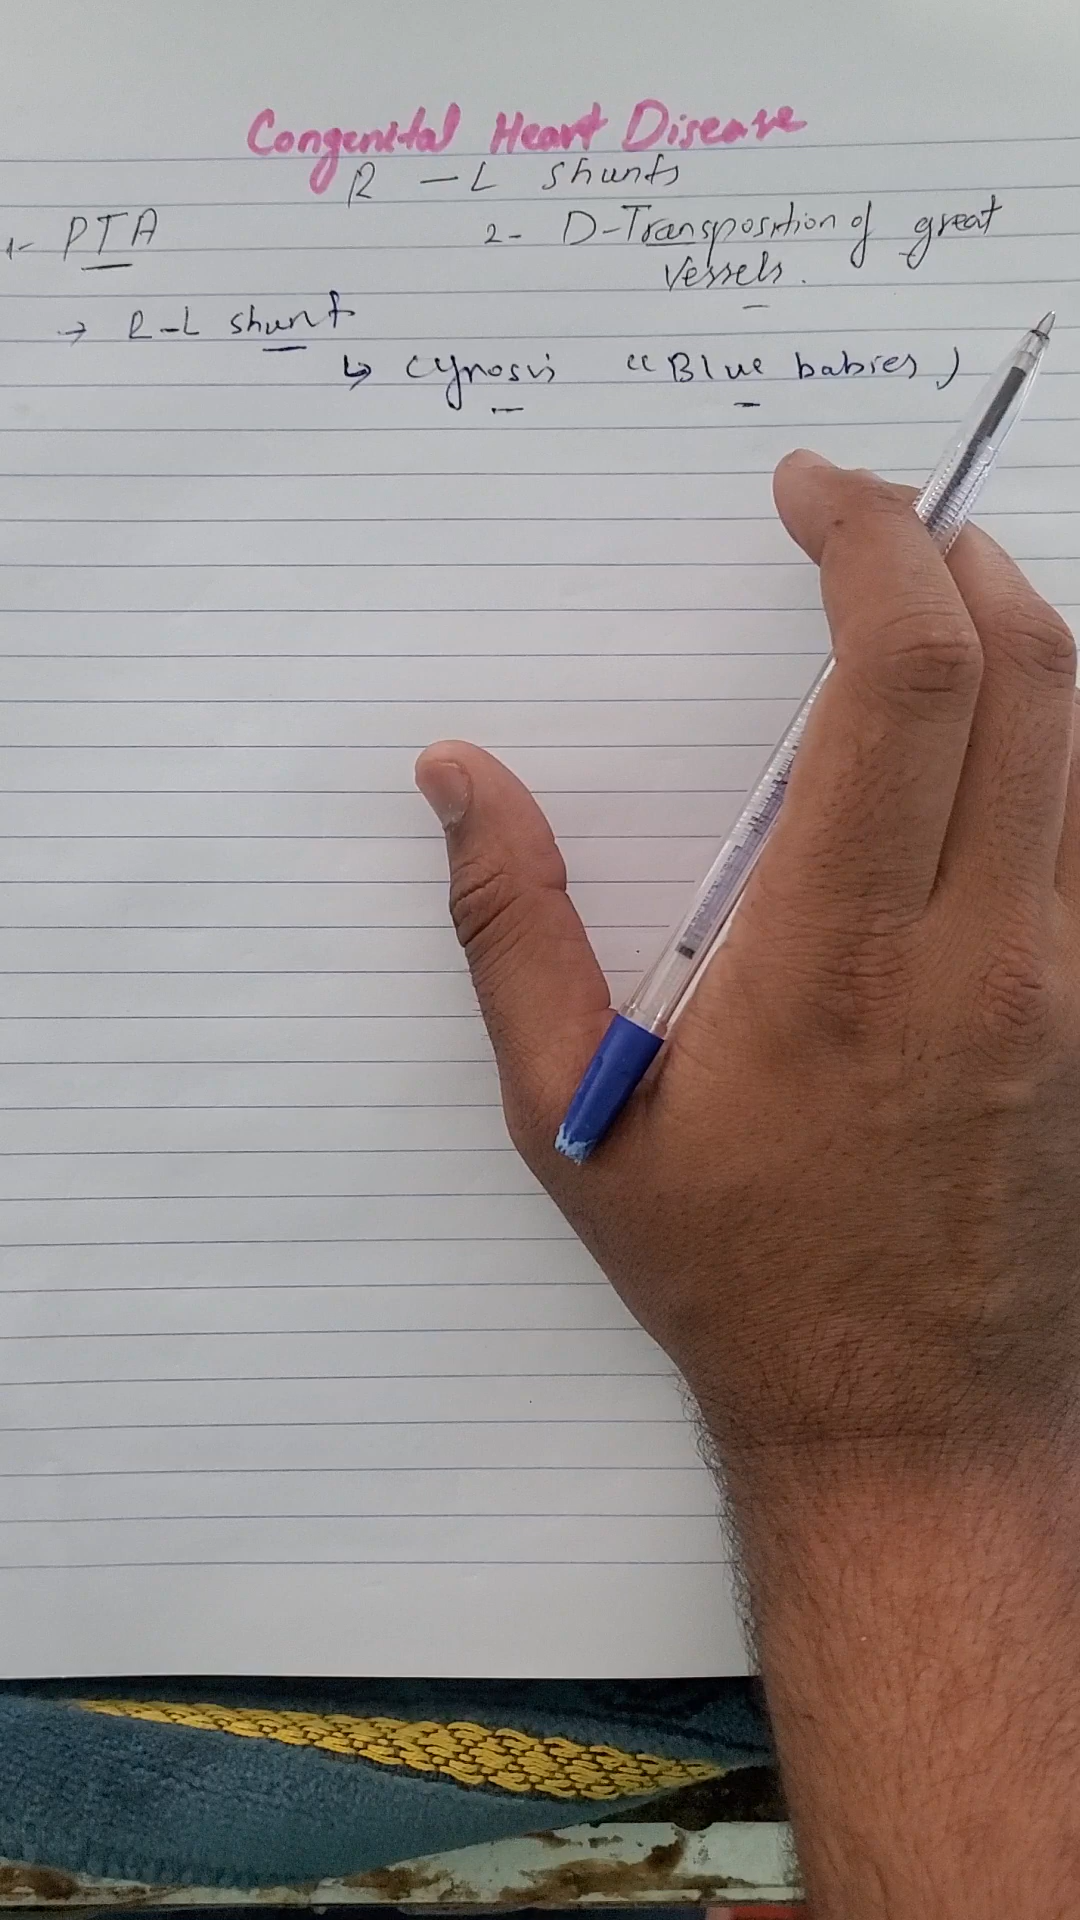 Congenital Heart Disease
R - L shunts
1- PTA
2- D-Transposition of great
Vessels.
→ R-L shunt
↳ Cynosis "Blue babies)